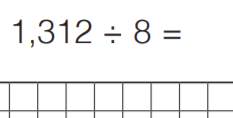 1,312 ÷ 8 =